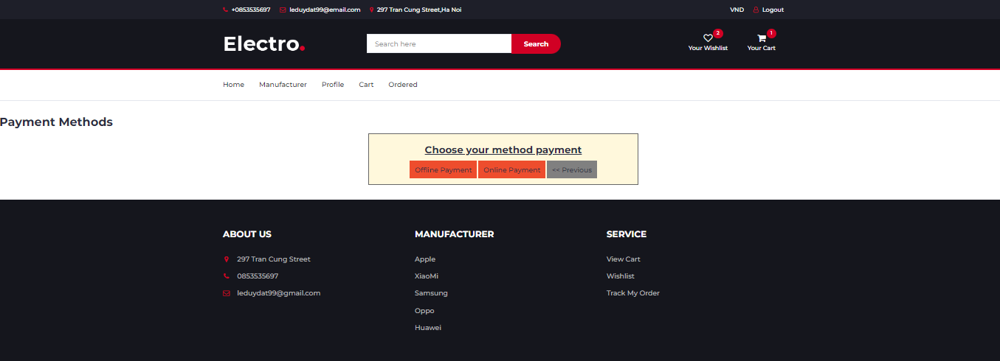 +0853535697 leduydat99@email.com 297 Tran Cung Street,Ha Noi VND Logout
Electro. Search here Search 2 Your Wishlist 1 Your Cart
Home Manufacturer Profile Cart Ordered
Payment Methods
Choose your method payment
Offline Payment Online Payment << Previous
ABOUT US MANUFACTURER SERVICE
297 Tran Cung Street Apple View Cart
0853535697 XiaoMi Wishlist
leduydat99@gmail.com Samsung Track My Order
Oppo
Huawei